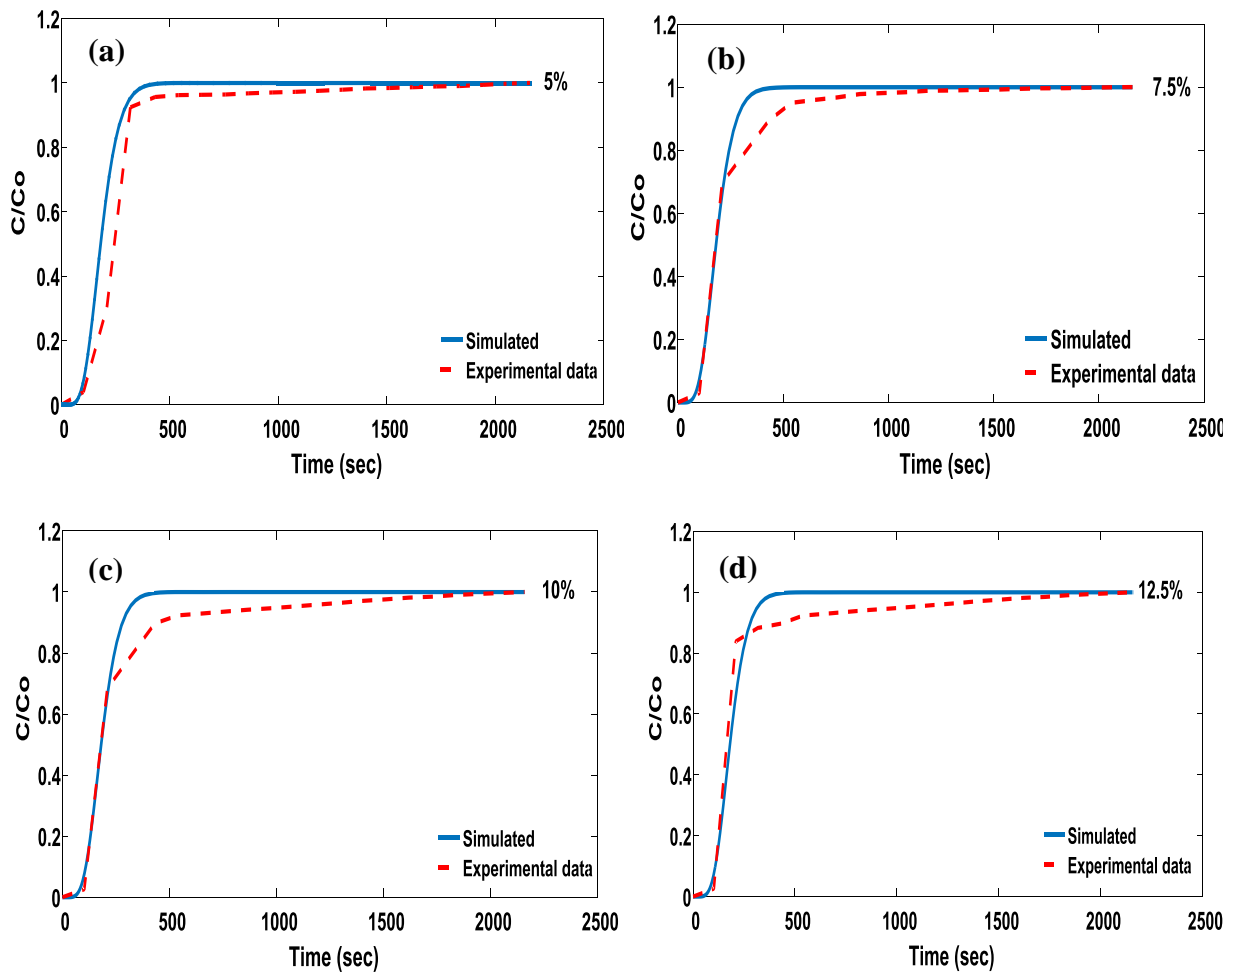 (a)
1.2
1
0.8
0.6
0.4
0.2
0
C/Co
5%
Simulated
Experimental data
0 500 1000 1500 2000 2500
Time (sec)
(b)
1.2
1
0.8
0.6
0.4
0.2
0
C/Co
7.5%
Simulated
Experimental data
0 500 1000 1500 2000 2500
Time (sec)
(c)
1.2
1
0.8
0.6
0.4
0.2
0
C/Co
10%
Simulated
Experimental data
0 500 1000 1500 2000 2500
Time (sec)
(d)
1.2
1
0.8
0.6
0.4
0.2
0
C/Co
12.5%
Simulated
Experimental data
0 500 1000 1500 2000 2500
Time (sec)